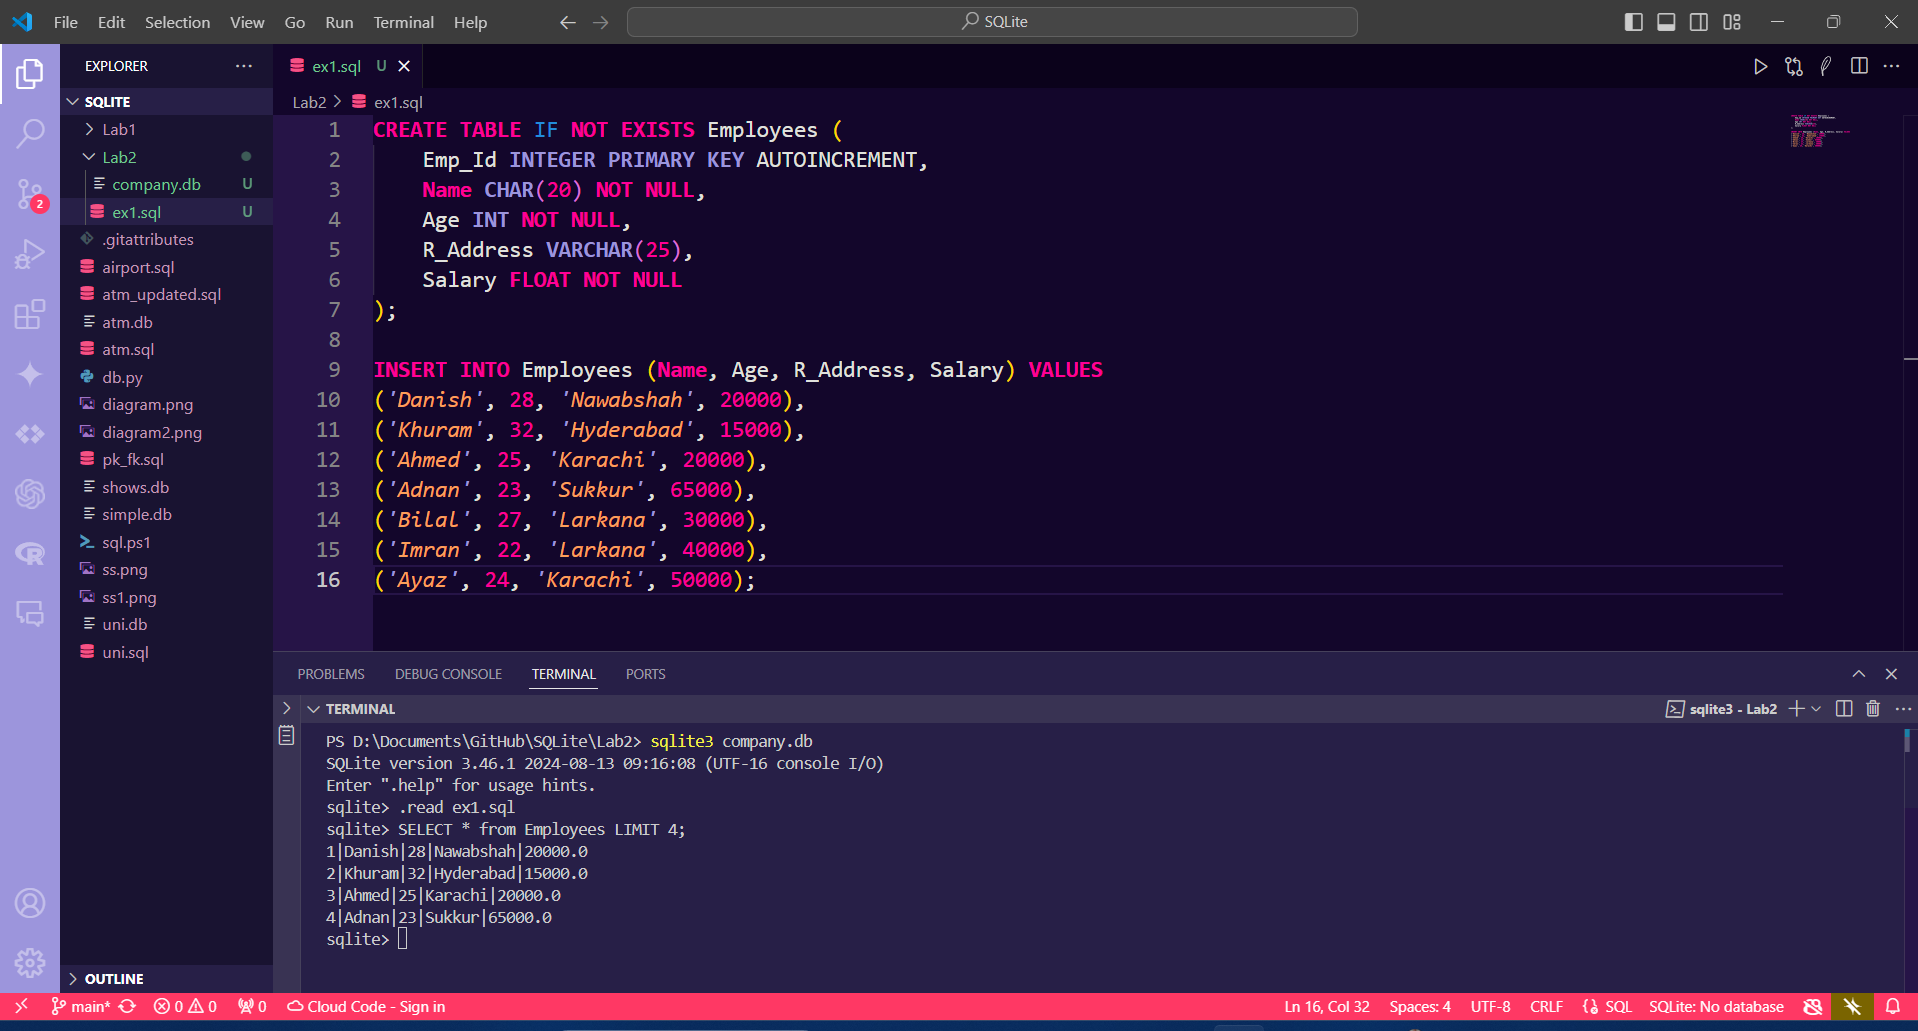 File Edit Selection View Go Run Terminal Help
SQLite
EXPLORER
SQLITE
Lab1
Lab2
company.db U
ex1.sql U
.gitattributes
airport.sql
atm_updated.sql
atm.db
atm.sql
db.py
diagram.png
diagram2.png
pk_fk.sql
shows.db
simple.db
sql.ps1
ss.png
ss1.png
uni.db
uni.sql
OUTLINE
2
ex1.sql U
Lab2 > ex1.sql
1 CREATE TABLE IF NOT EXISTS Employees (
2 Emp_Id INTEGER PRIMARY KEY AUTOINCREMENT,
3 Name CHAR(20) NOT NULL,
4 Age INT NOT NULL,
5 R_Address VARCHAR(25),
6 Salary FLOAT NOT NULL
7 );
8
9 INSERT INTO Employees (Name, Age, R_Address, Salary) VALUES
10 ('Danish', 28, 'Nawabshah', 20000),
11 ('Khuram', 32, 'Hyderabad', 15000),
12 ('Ahmed', 25, 'Karachi', 20000),
13 ('Adnan', 23, 'Sukkur', 65000),
14 ('Bilal', 27, 'Larkana', 30000),
15 ('Imran', 22, 'Larkana', 40000),
16 ('Ayaz', 24, 'Karachi', 50000);
PROBLEMS DEBUG CONSOLE TERMINAL PORTS
TERMINAL
sqlite3 - Lab2
PS D:\Documents\GitHub\SQLite\Lab2> sqlite3 company.db
SQLite version 3.46.1 2024-08-13 09:16:08 (UTF-16 console I/O)
Enter ".help" for usage hints.
sqlite> .read ex1.sql
sqlite> SELECT * from Employees LIMIT 4;
1|Danish|28|Nawabshah|20000.0
2|Khuram|32|Hyderabad|15000.0
3|Ahmed|25|Karachi|20000.0
4|Adnan|23|Sukkur|65000.0
sqlite>
main* 0 0 0 Cloud Code - Sign in
Ln 16, Col 32 Spaces: 4 UTF-8 CRLF SQL SQLite: No database